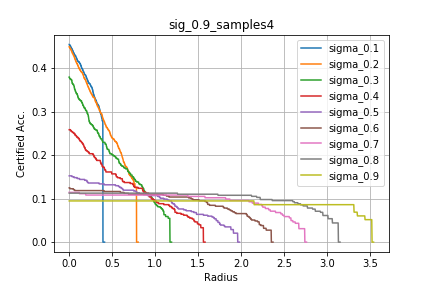 sig_0.9_samples4
Certified Acc.
0.4
0.3
0.2
0.1
0.0
sigma_0.1
sigma_0.2
sigma_0.3
sigma_0.4
sigma_0.5
sigma_0.6
sigma_0.7
sigma_0.8
sigma_0.9
0.0 0.5 1.0 1.5 2.0 2.5 3.0 3.5
Radius